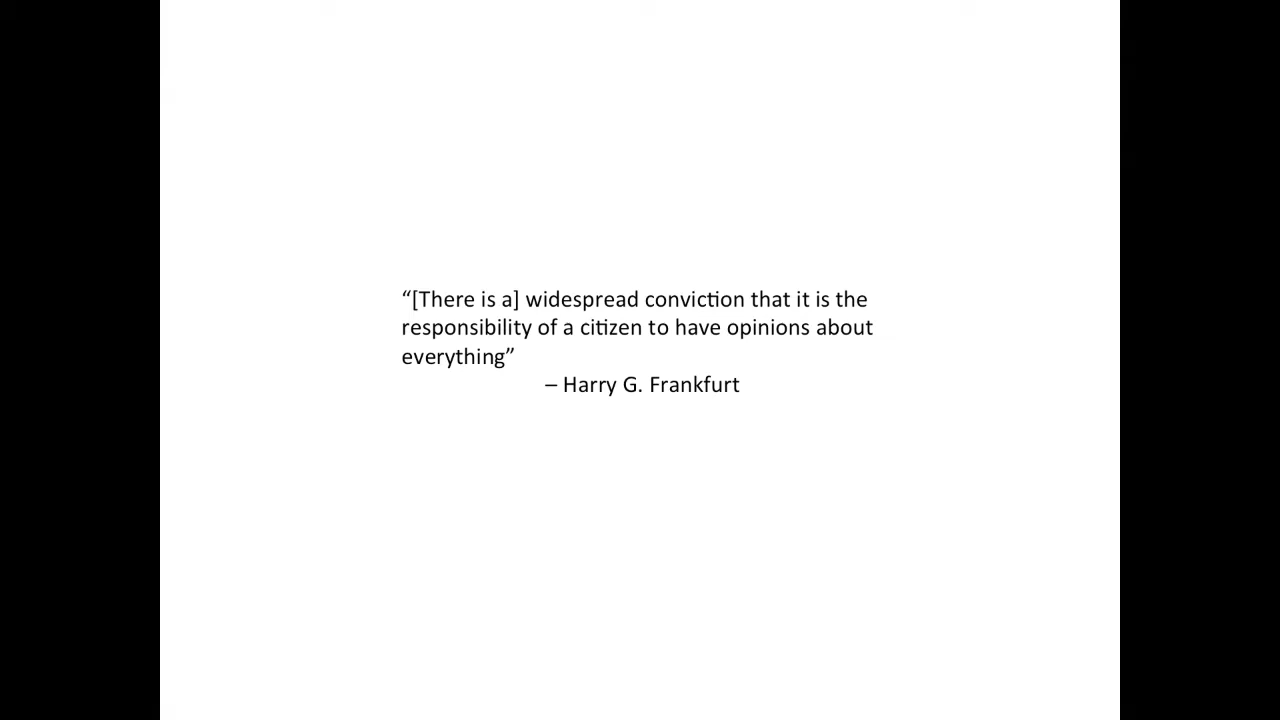 “[There is a] widespread conviction that it is the
responsibility of a citizen to have opinions about
everything”
– Harry G. Frankfurt